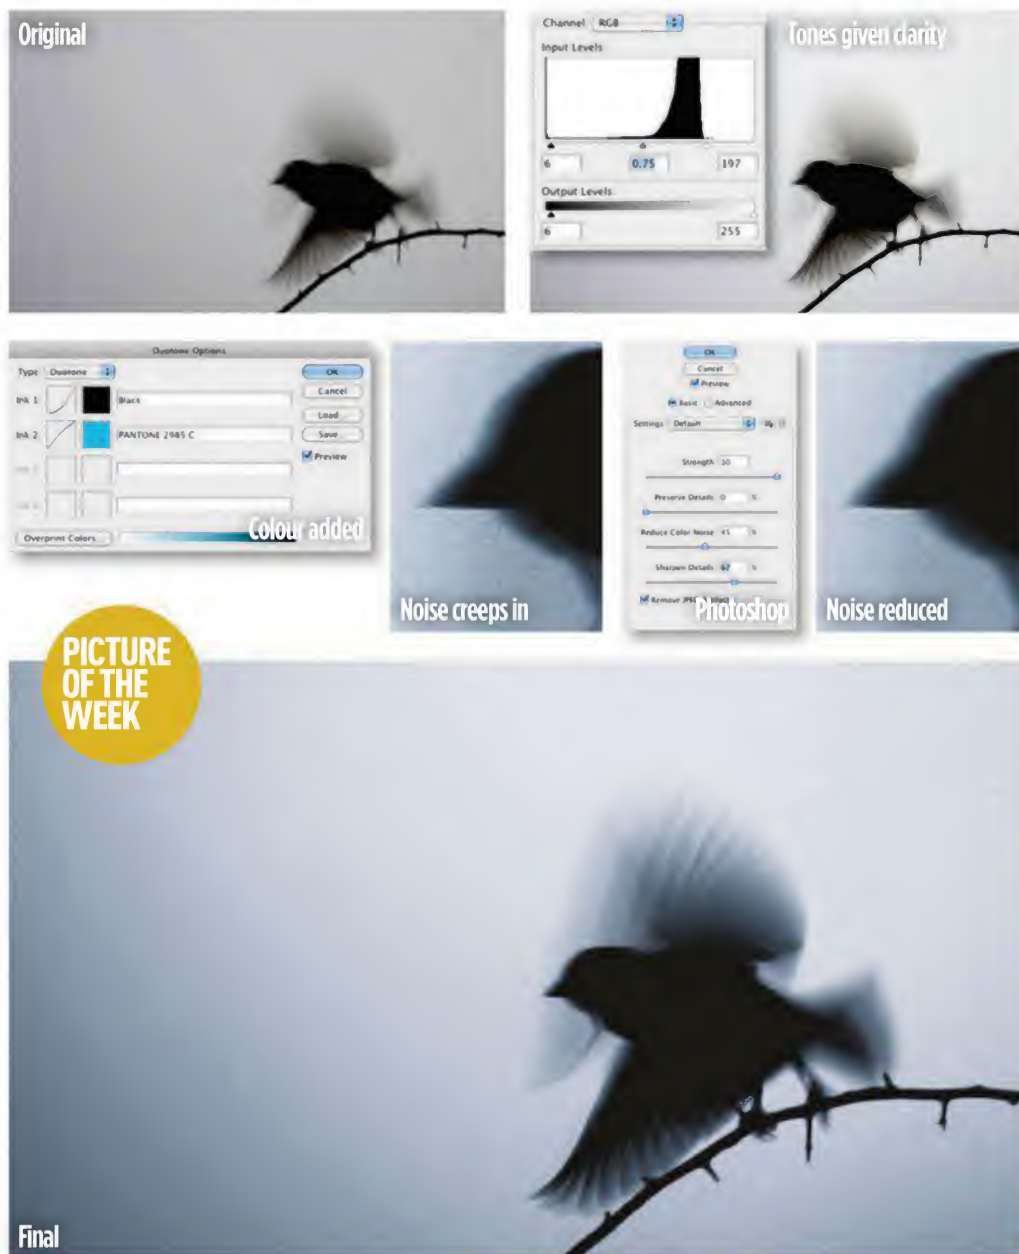 Original
Channel RGB
Input Levels
6 0.75 197
Output Levels
6 255
Tones given clarity
Duotone Options
Type Duotone
Ink 1 Black
Ink 2 PANTONE 2985 C
Overprint Colors
OK
Cancel
Load
Save
Preview
Colour added
Noise creeps in
OK
Cancel
Preview
Basic Advanced
Settings Default
Strength 10
Preserve Details 0 %
Reduce Color Noise 45 %
Sharpen Details %
Remove JPEG
Photoshop
Noise reduced
PICTURE
OF THE
WEEK
Final